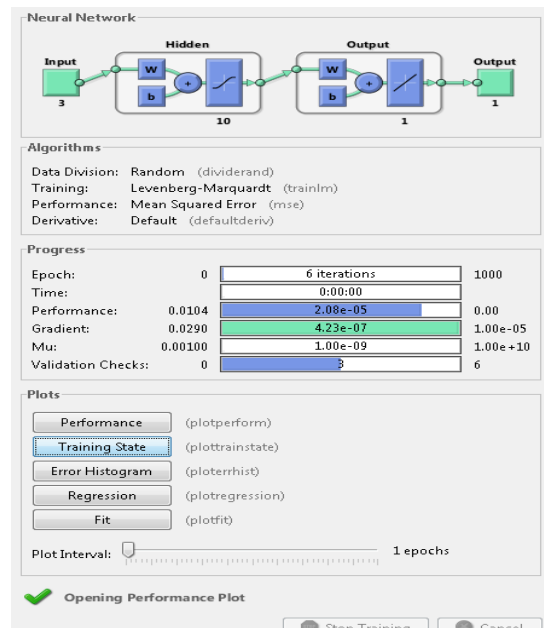 Neural Network
Hidden Output
Input Output
W W
b b
3 10 1 1
Algorithms
Data Division: Random (dividerand)
Training: Levenberg-Marquardt (trainlm)
Performance: Mean Squared Error (mse)
Derivative: Default (defaultderiv)
Progress
Epoch: 0 6 iterations 1000
Time: 0:00:00
Performance: 0.0104 2.08e-05 0.00
Gradient: 0.0290 4.23e-07 1.00e-05
Mu: 0.00100 1.00e-09 1.00e+10
Validation Checks: 0 3 6
Plots
Performance (plotperform)
Training State (plottrainstate)
Error Histogram (ploterrhist)
Regression (plotregression)
Fit (plotfit)
Plot Interval: 1 epochs
Opening Performance Plot
Stop Training Cancel